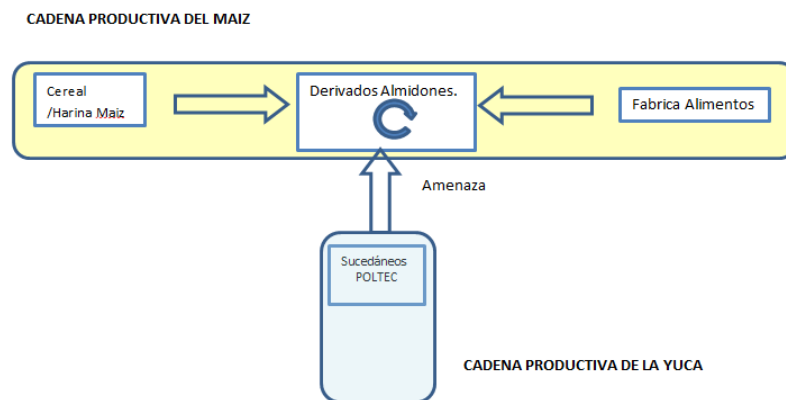 CADENA PRODUCTIVA DEL MAIZ
Cereal
/Harina Maiz
Derivados Almidones.
Fabrica Alimentos
Amenaza
Sucedáneos
POLTEC
CADENA PRODUCTIVA DE LA YUCA